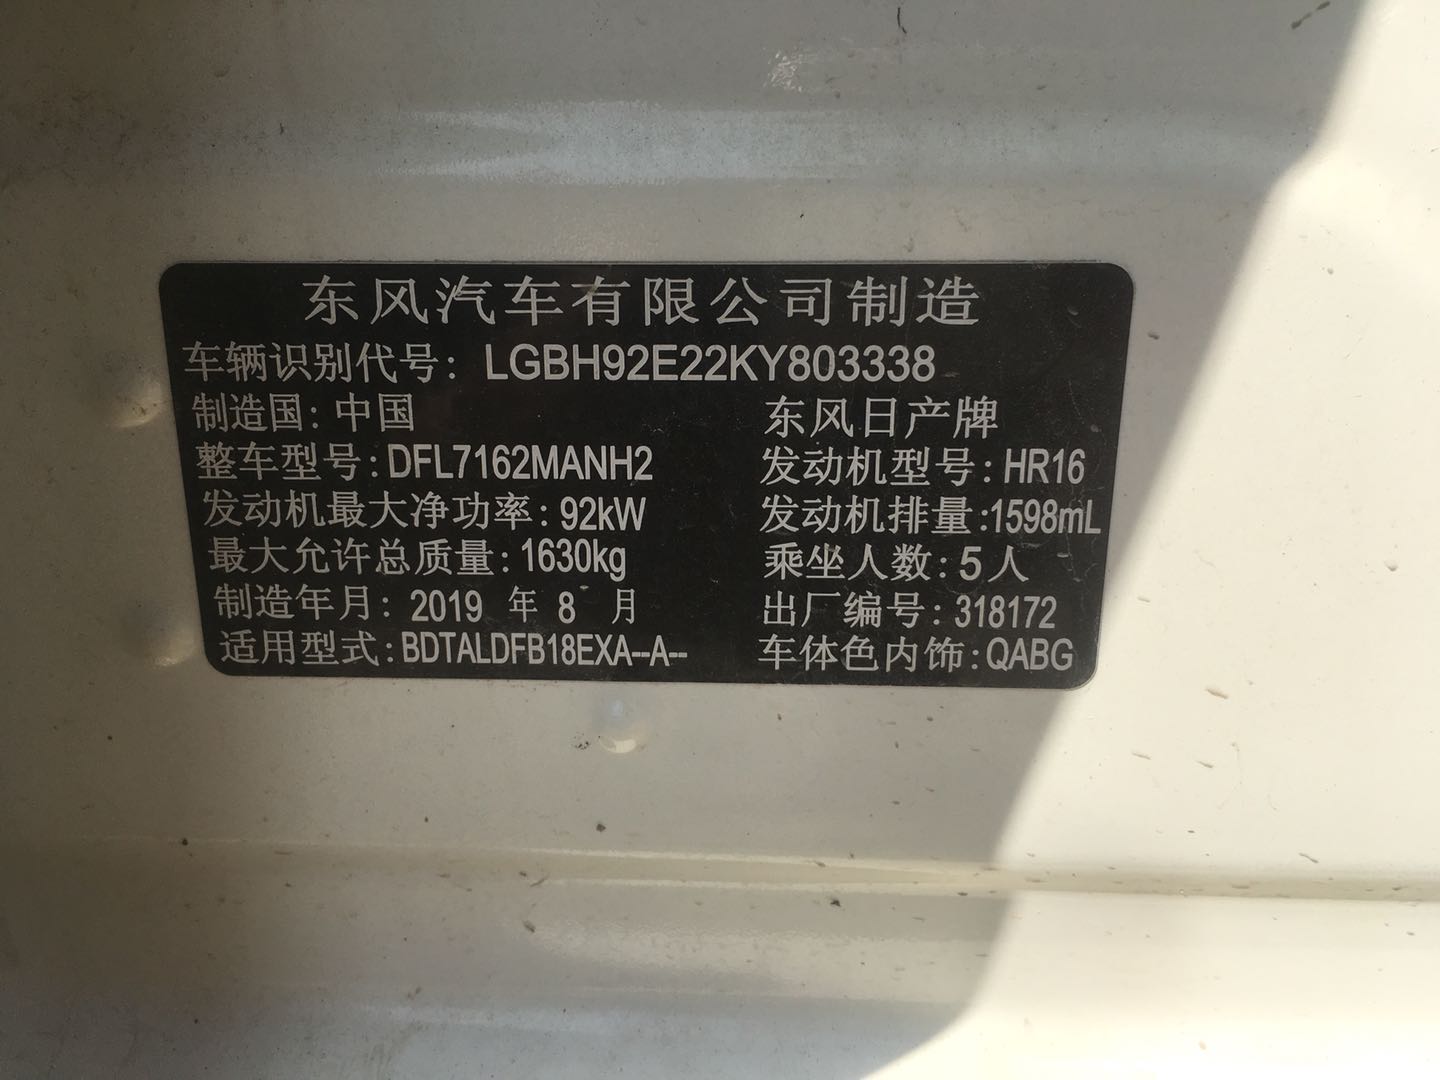 东风汽车有限公司制造
车辆识别代号：LGBH92E22KY803338
制造国：中国 东风日产牌
整车型号：DFL7162MANH2 发动机型号：HR16
发动机最大净功率：92kW 发动机排量：1598mL
最大允许总质量：1630kg 乘坐人数：5人
制造年月：2019 年 8 月 出厂编号：318172
适用型式：BDTALDFB18EXA--A-- 车体色内饰：QABG